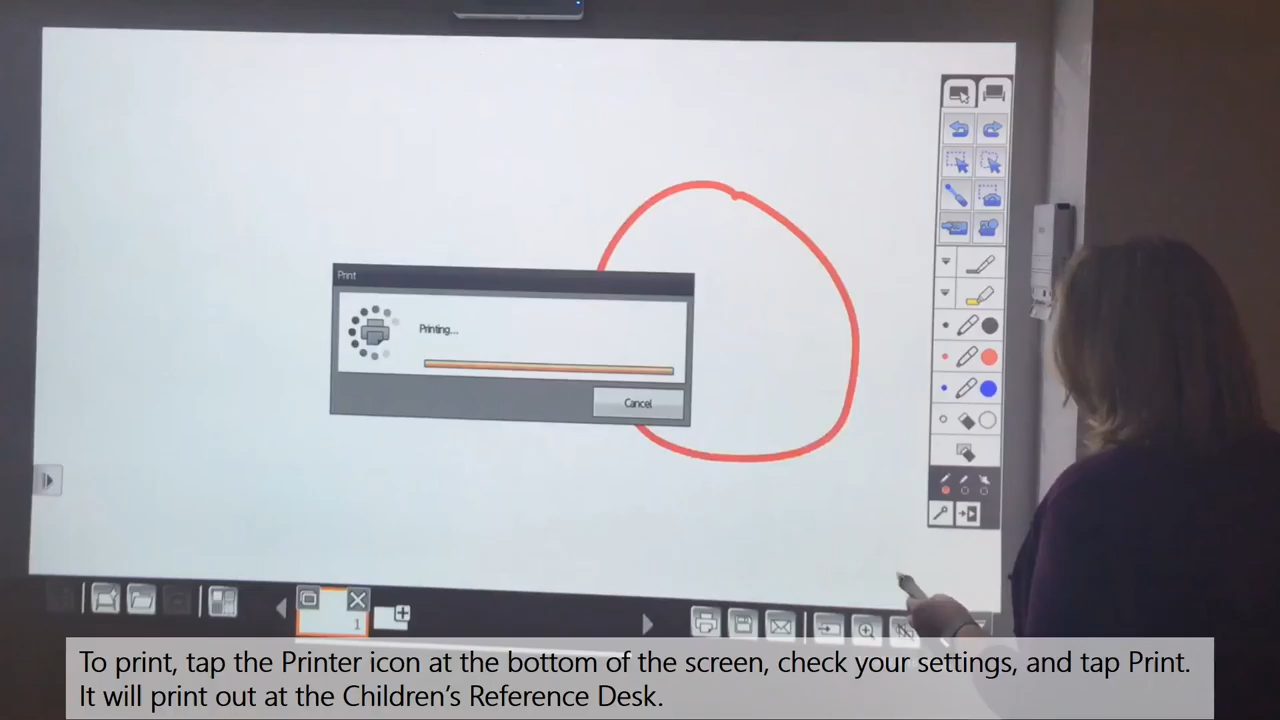 Print
Printing...
Cancel
1
To print, tap the Printer icon at the bottom of the screen, check your settings, and tap Print.
It will print out at the Children’s Reference Desk.